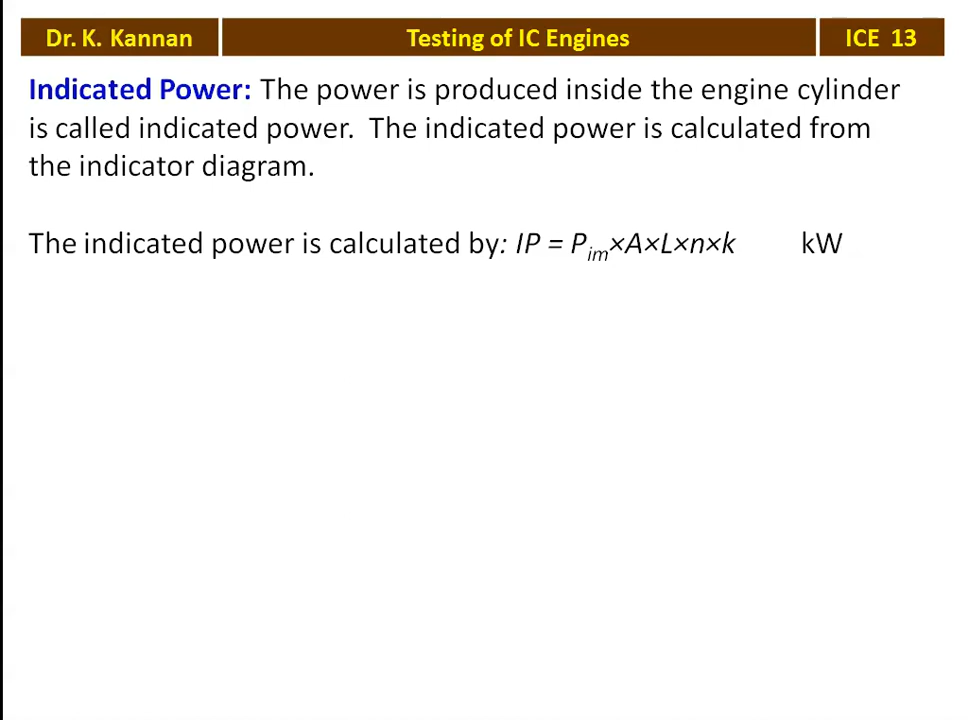 Dr. K. Kannan
Testing of IC Engines
ICE 13
Indicated Power: The power is produced inside the engine cylinder
is called indicated power. The indicated power is calculated from
the indicator diagram.
The indicated power is calculated by: IP = Pim×A×L×n×k kW